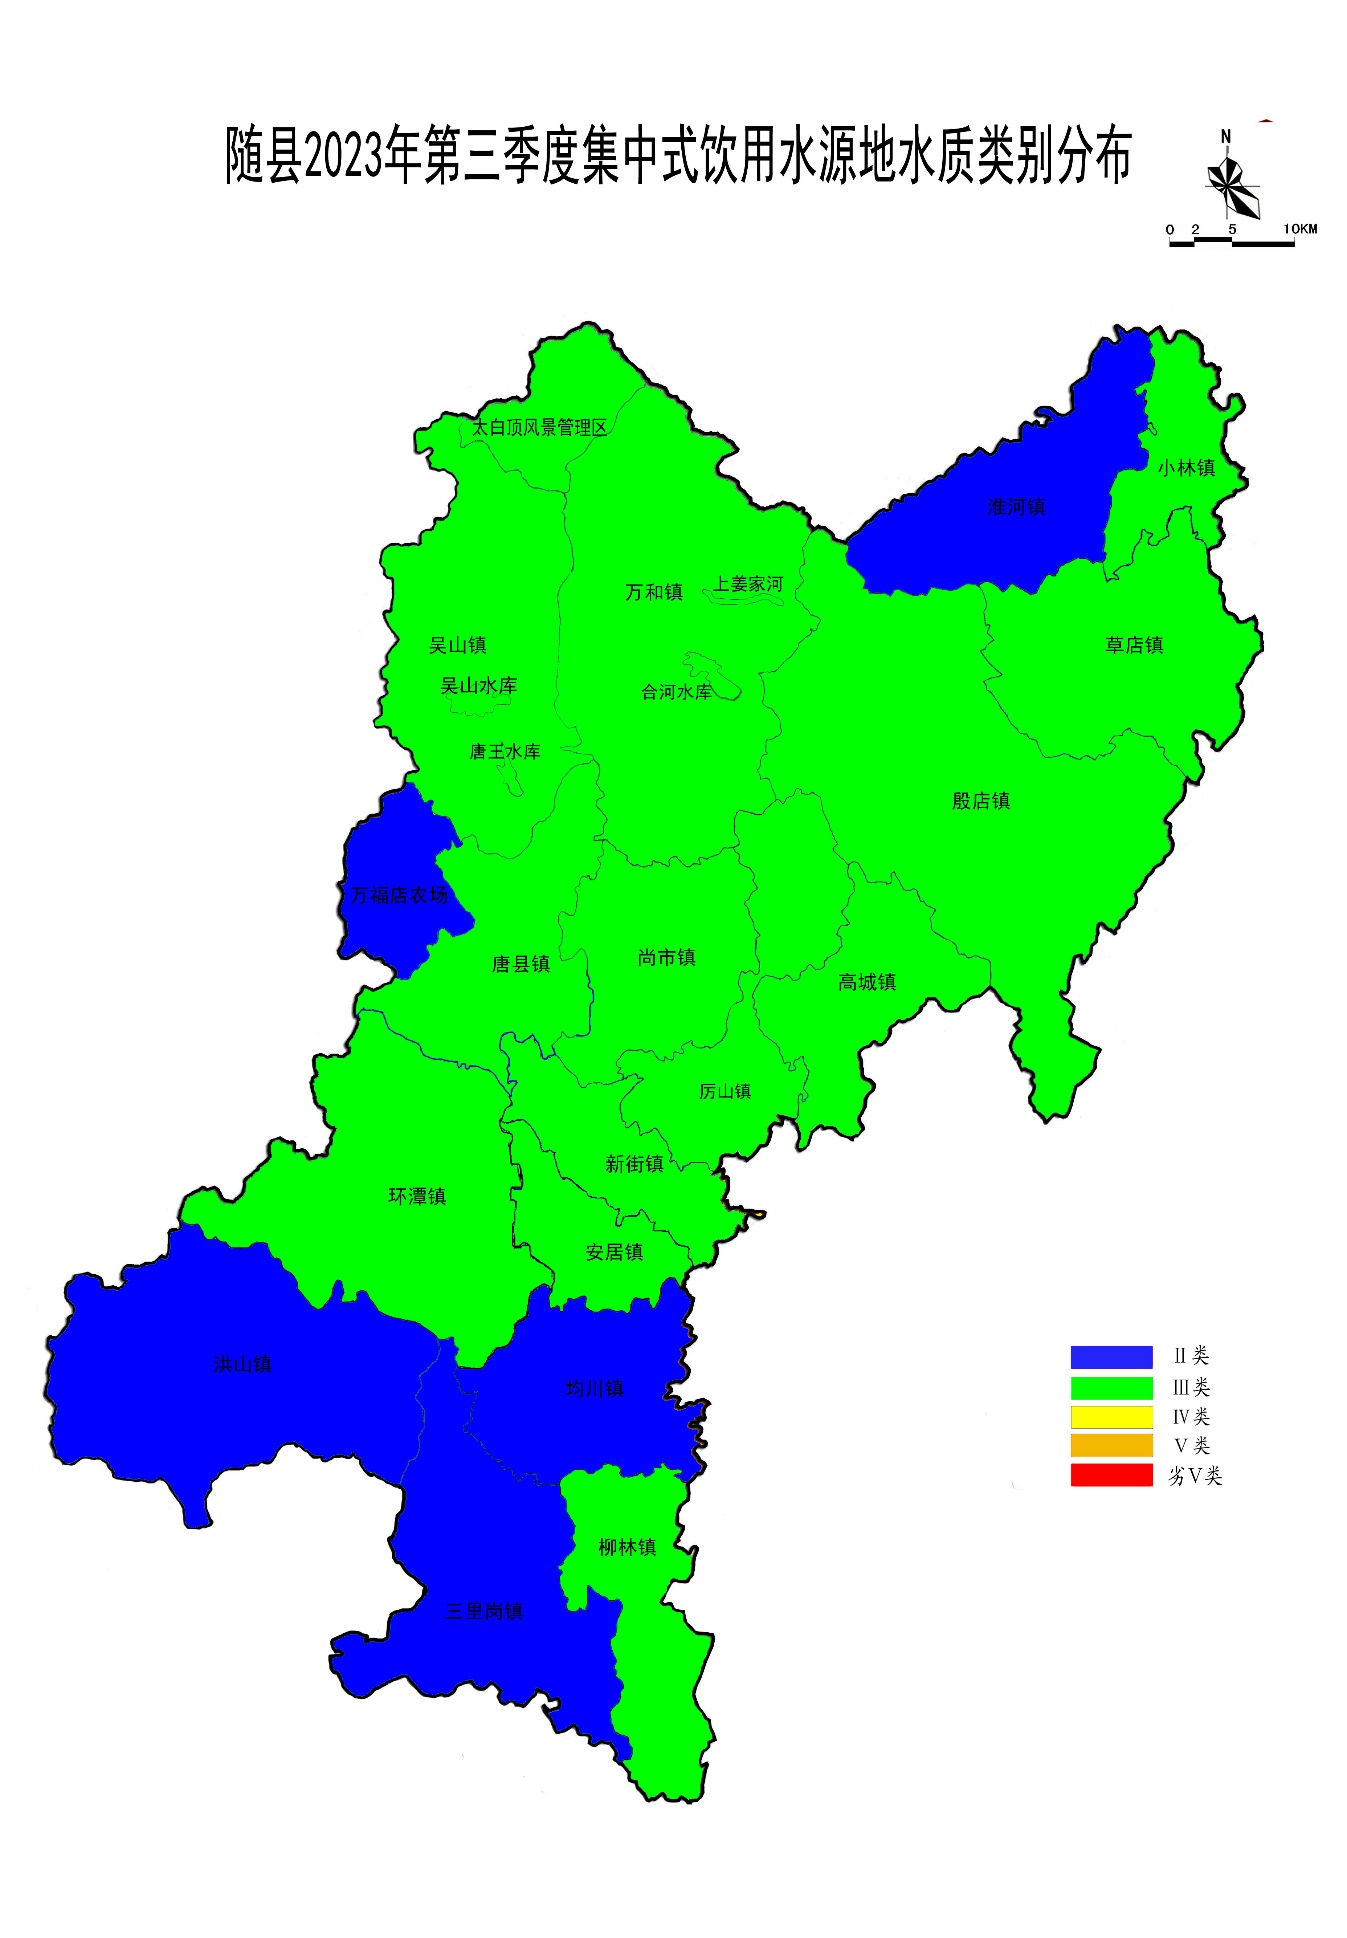 随县2023年第三季度集中式饮用水源地水质类别分布
N
0 2 5 10KM
太白顶风景管理区
小林镇
淮河镇
万和镇
上姜家河
吴山镇
草店镇
吴山水库
合河水库
唐王水库
殷店镇
万福店农场
唐县镇
尚市镇
高城镇
厉山镇
新街镇
环潭镇
安居镇
洪山镇
均川镇
柳林镇
三里岗镇
II类
III类
IV类
V类
劣V类